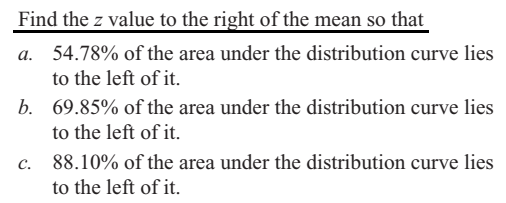 Find the z value to the right of the mean so that
a. 54.78% of the area under the distribution curve lies
to the left of it.
b. 69.85% of the area under the distribution curve lies
to the left of it.
c. 88.10% of the area under the distribution curve lies
to the left of it.